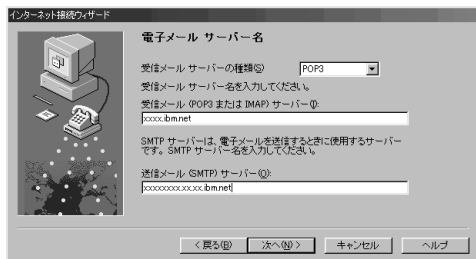 インターネット接続ウィザード
電子メール サーバー名
受信メール サーバーの種類(S) POP3
受信メール サーバー名を入力してください。
受信メール (POP3 または IMAP) サーバー(I):
xxxx.ibm.net
SMTP サーバーは、電子メールを送信するときに使用するサーバー
です。SMTP サーバー名を入力してください。
送信メール (SMTP) サーバー(O):
xxxxxxxx.xx.xx.ibm.net
< 戻る(B) 次へ(N) > キャンセル ヘルプ